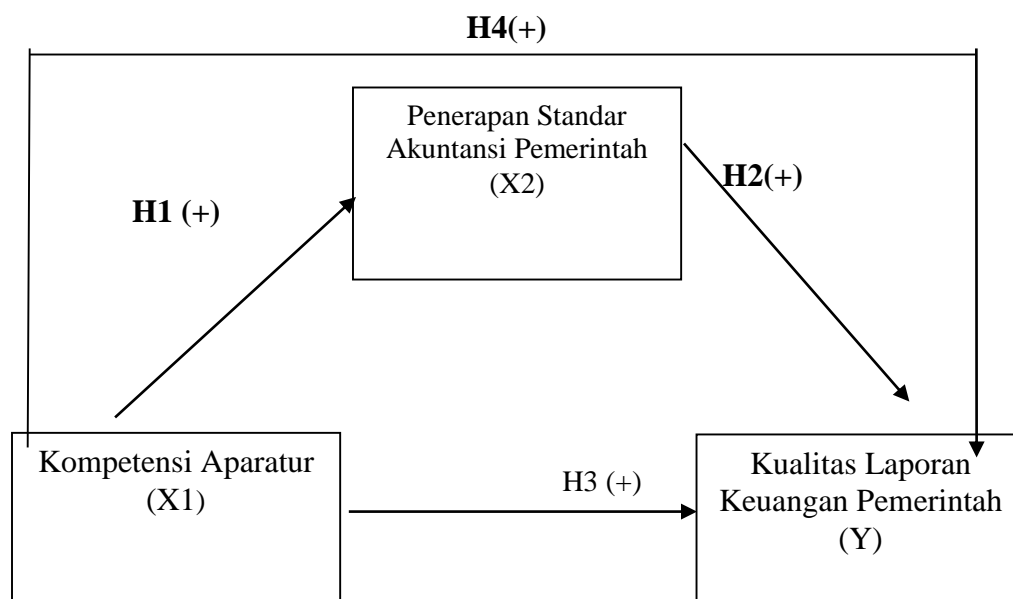 H4(+)
Penerapan Standar
Akuntansi Pemerintah
(X2)
H1 (+)
H2(+)
Kompetensi Aparatur
(X1)
H3 (+)
Kualitas Laporan
Keuangan Pemerintah
(Y)